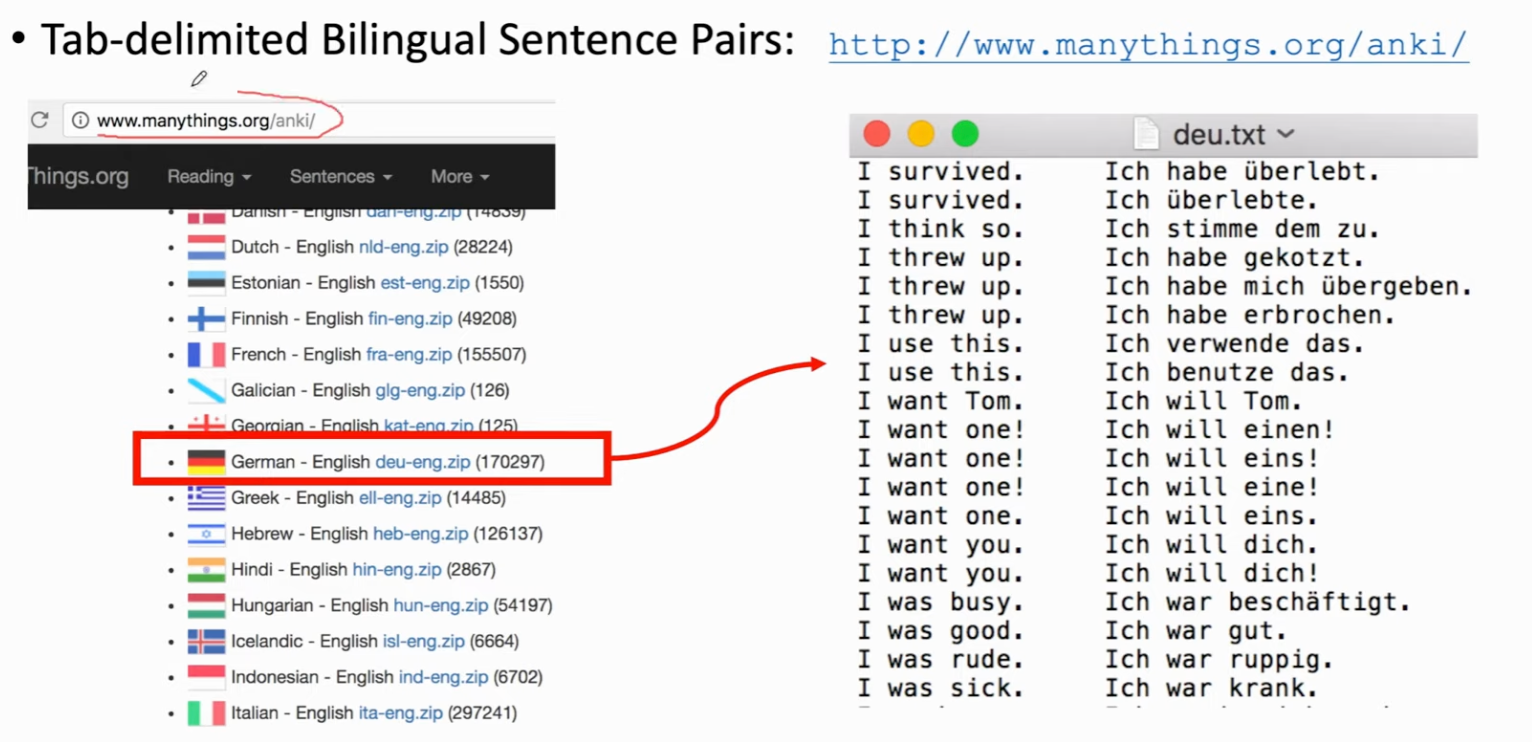 • Tab-delimited Bilingual Sentence Pairs: http://www.manythings.org/anki/
www.manythings.org/anki/
Things.org Reading Sentences More
Danish - English dan-eng.zip (14839)
Dutch - English nld-eng.zip (28224)
Estonian - English est-eng.zip (1550)
Finnish - English fin-eng.zip (49208)
French - English fra-eng.zip (155507)
Galician - English glg-eng.zip (126)
Georgian - English kat-eng.zip (125)
German - English deu-eng.zip (170297)
Greek - English ell-eng.zip (14485)
Hebrew - English heb-eng.zip (126137)
Hindi - English hin-eng.zip (2867)
Hungarian - English hun-eng.zip (54197)
Icelandic - English isl-eng.zip (6664)
Indonesian - English ind-eng.zip (6702)
Italian - English ita-eng.zip (297241)
deu.txt
I survived. Ich habe überlebt.
I survived. Ich überlebte.
I think so. Ich stimme dem zu.
I threw up. Ich habe gekotzt.
I threw up. Ich habe mich übergeben.
I threw up. Ich habe erbrochen.
I use this. Ich verwende das.
I use this. Ich benutze das.
I want Tom. Ich will Tom.
I want one! Ich will einen!
I want one! Ich will eins!
I want one! Ich will eine!
I want one. Ich will eins.
I want you. Ich will dich.
I want you. Ich will dich!
I was busy. Ich war beschäftigt.
I was good. Ich war gut.
I was rude. Ich war ruppig.
I was sick. Ich war krank.